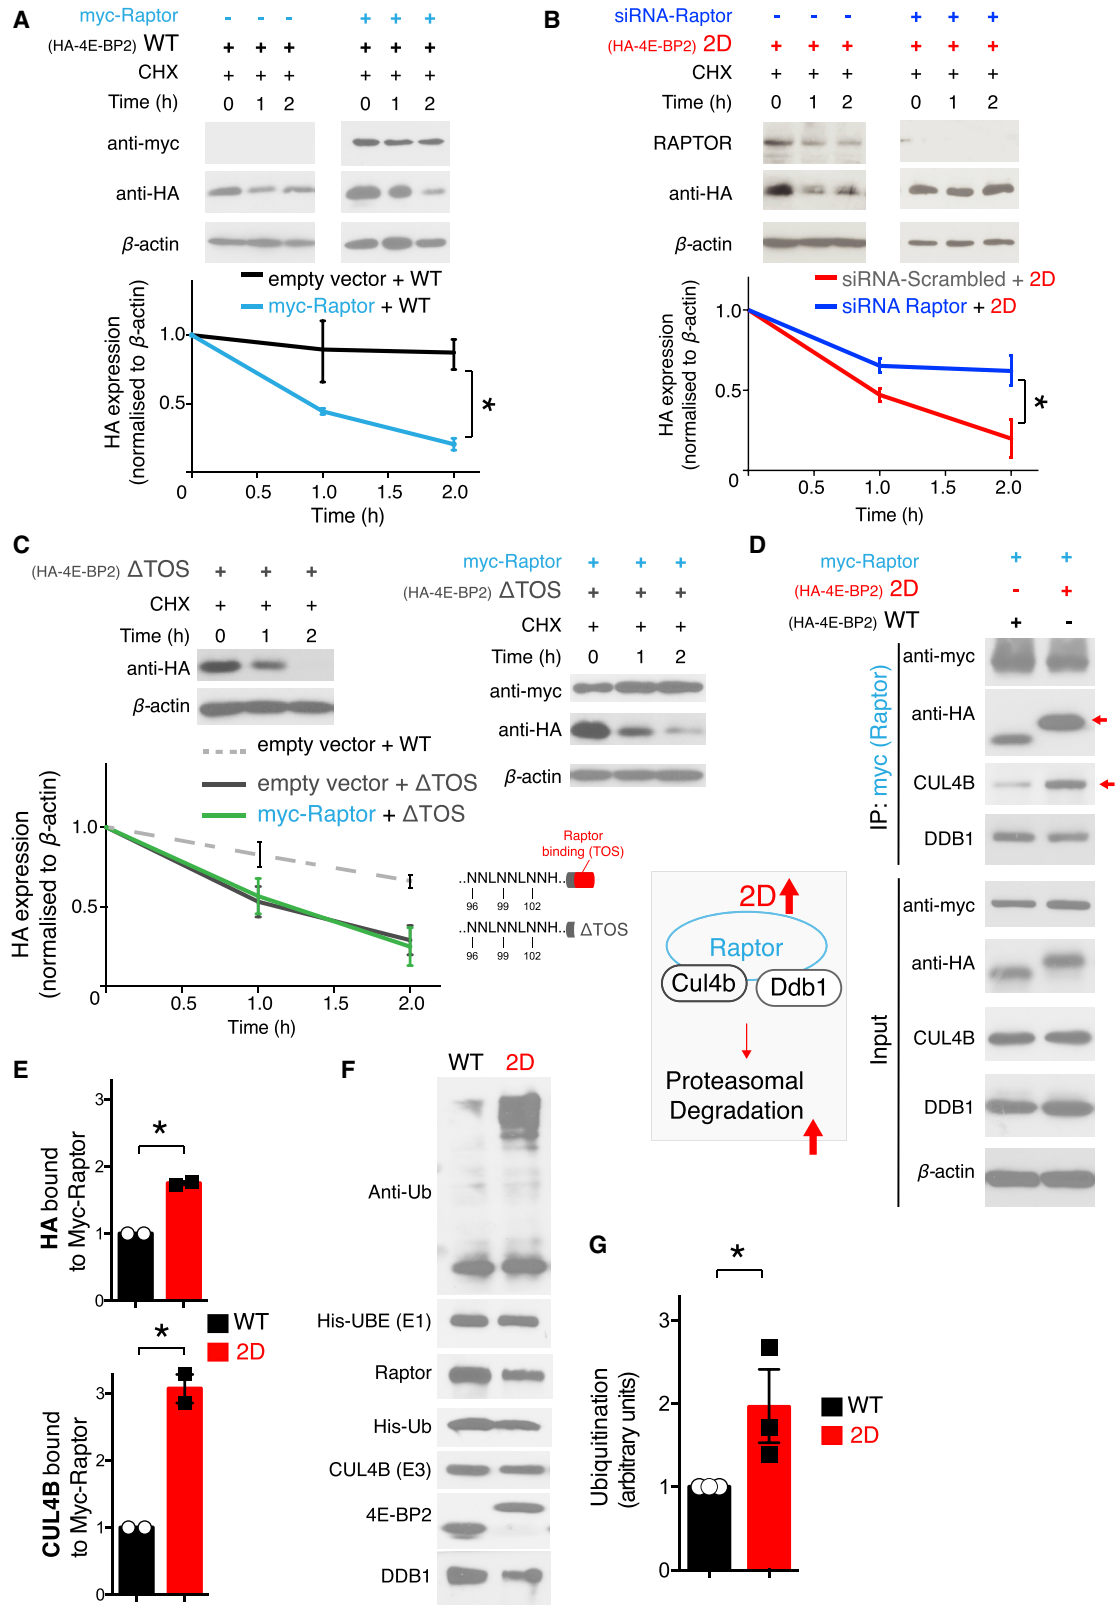 A
myc-Raptor - - - + + +
(HA-4E-BP2) WT + + + + + +
CHX + + + + + +
Time (h) 0 1 2 0 1 2
anti-myc
anti-HA
β-actin
empty vector + WT
myc-Raptor + WT
HA expression
(normalised to β-actin)
1.0
0.5
0 0.5 1.0 1.5 2.0
Time (h)
*
B
siRNA-Raptor - - - + + +
(HA-4E-BP2) 2D + + + + + +
CHX + + + + + +
Time (h) 0 1 2 0 1 2
RAPTOR
anti-HA
β-actin
siRNA-Scrambled + 2D
siRNA Raptor + 2D
HA expression
(normalised to β-actin)
1.0
0.5
0
0.5 1.0 1.5 2.0
Time (h)
*
C
(HA-4E-BP2) ΔTOS + + +
CHX + + +
Time (h) 0 1 2
anti-HA
β-actin
myc-Raptor + + +
(HA-4E-BP2) ΔTOS + + +
CHX + + +
Time (h) 0 1 2
anti-myc
anti-HA
β-actin
empty vector + WT
empty vector + ΔTOS
myc-Raptor + ΔTOS
HA expression
(normalised to β-actin)
1.0
0.5
0 0.5 1.0 1.5 2.0
Time (h)
Raptor
binding (TOS)
..NNLNNLNNH..
96 99 102
..NNLNNLNNH.. ΔTOS
96 99 102
D
myc-Raptor + +
(HA-4E-BP2) 2D - +
(HA-4E-BP2) WT + -
IP: myc (Raptor)
anti-myc
anti-HA
CUL4B
DDB1
Input
anti-myc
anti-HA
CUL4B
DDB1
β-actin
2D
Raptor
Cul4b
Ddb1
Proteasomal
Degradation
E
HA bound
to Myc-Raptor
3
2
1
0
*
WT
2D
CUL4B bound
to Myc-Raptor
3
2
1
0
*
F
WT 2D
Anti-Ub
His-UBE (E1)
Raptor
His-Ub
CUL4B (E3)
4E-BP2
DDB1
G
Ubiquitination
(arbitrary units)
3
2
1
0
*
WT
2D